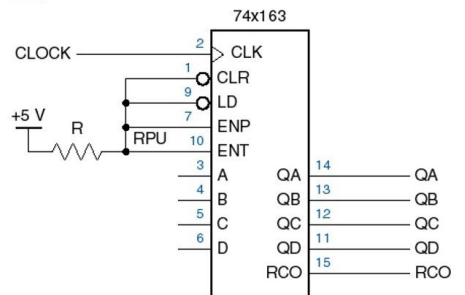 74x163
CLOCK 2 CLK
1 CLR
9 LD
+5 V R RPU 7 ENP
10 ENT
3 A QA 14 QA
4 B QB 13 QB
5 C QC 12 QC
6 D QD 11 QD
RCO 15 RCO